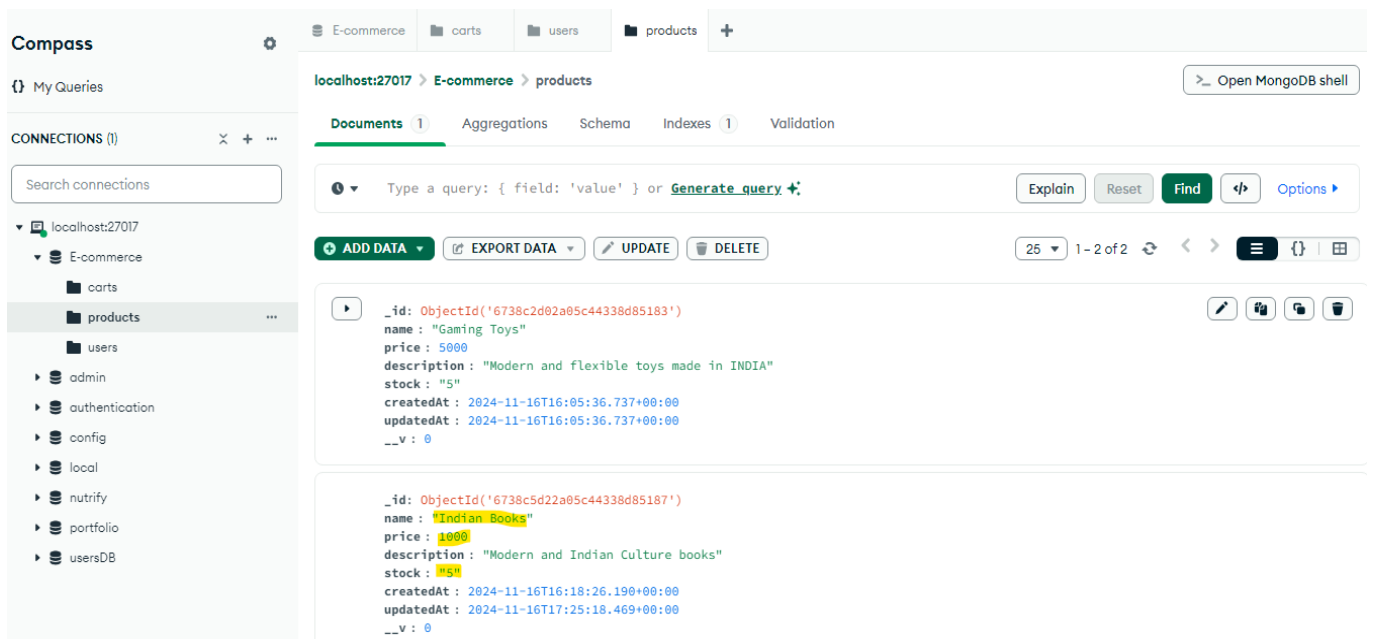 E-commerce carts users products
Compass
My Queries
localhost:27017 > E-commerce > products
>_ Open MongoDB shell
Documents 1 Aggregations Schema Indexes 1 Validation
CONNECTIONS (1)
Search connections
Type a query: { field: 'value' } or Generate query
Explain Reset Find </> Options
localhost:27017
E-commerce
carts
products
users
admin
authentication
config
local
nutrify
portfolio
usersDB
ADD DATA EXPORT DATA UPDATE DELETE
25 1 – 2 of 2 {}
_id: ObjectId('6738c2d02a05c44338d85183')
name : "Gaming Toys"
price : 5000
description : "Modern and flexible toys made in INDIA"
stock : "5"
createdAt : 2024-11-16T16:05:36.737+00:00
updatedAt : 2024-11-16T16:05:36.737+00:00
__v : 0
_id: ObjectId('6738c5d22a05c44338d85187')
name : "Indian Books"
price : 1000
description : "Modern and Indian Culture books"
stock : "5"
createdAt : 2024-11-16T16:18:26.190+00:00
updatedAt : 2024-11-16T17:25:18.469+00:00
__v : 0